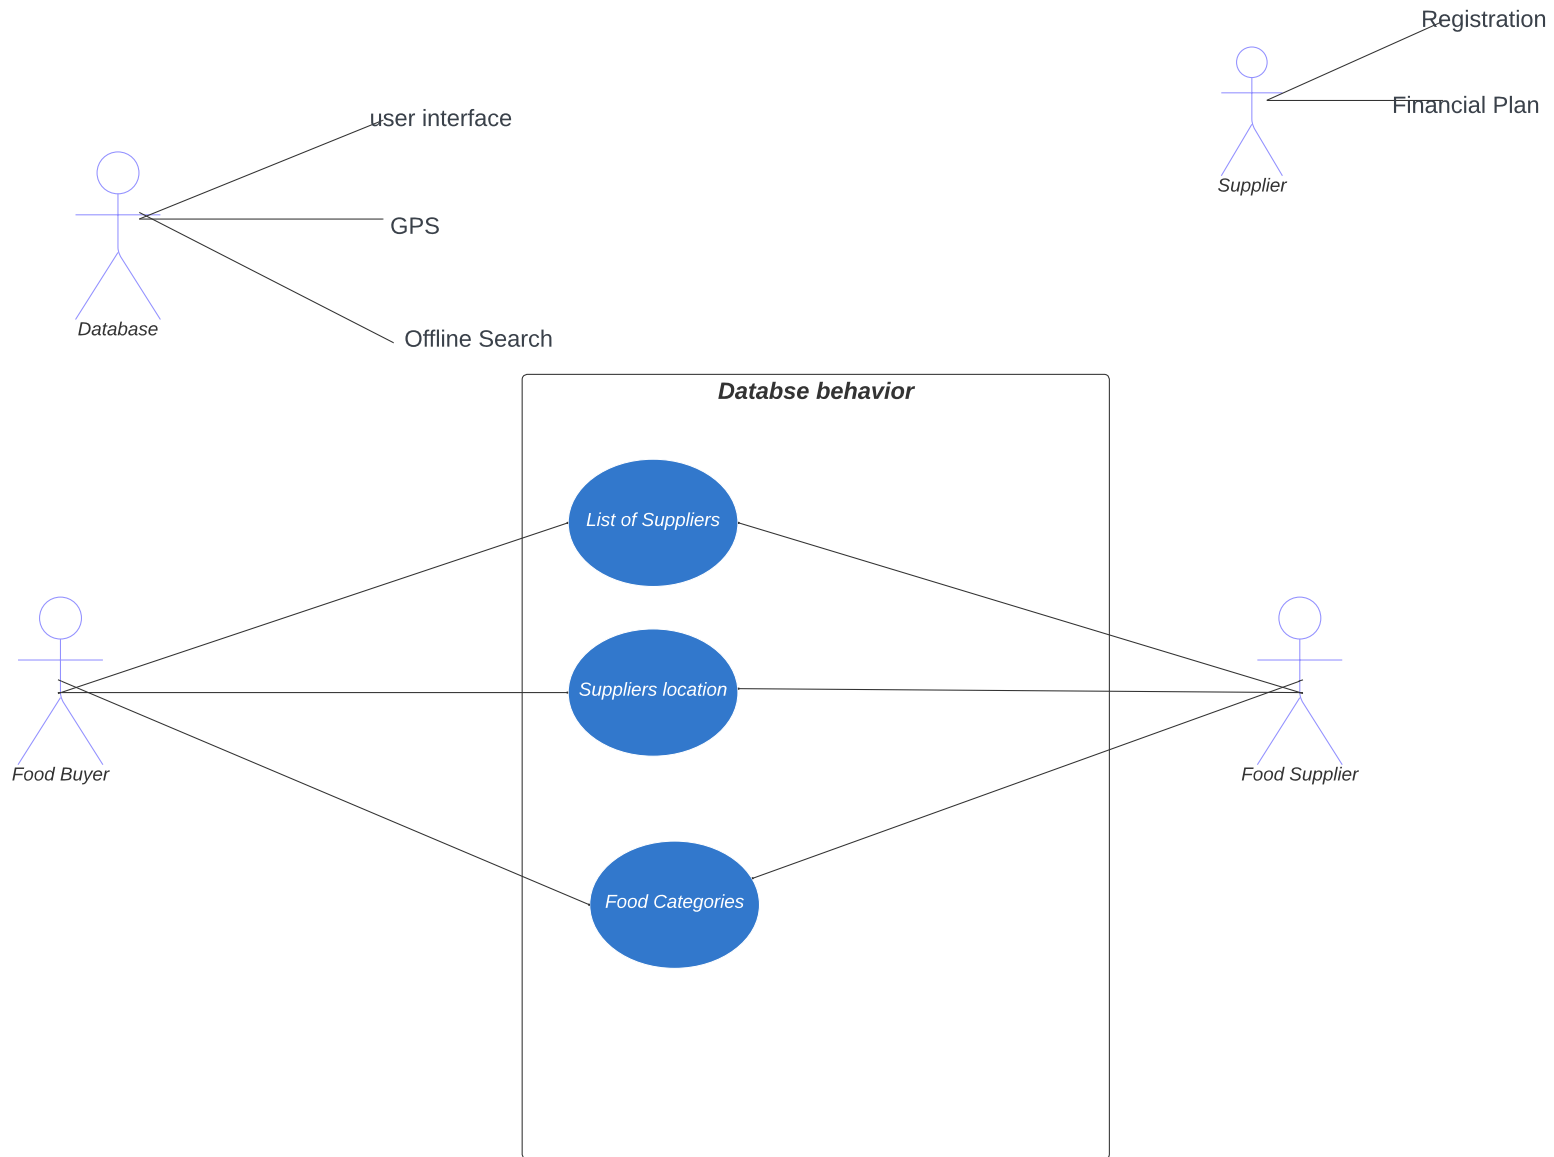 Registration
Financial Plan
Supplier
user interface
GPS
Offline Search
Database
Databse behavior
List of Suppliers
Suppliers location
Food Categories
Food Buyer
Food Supplier